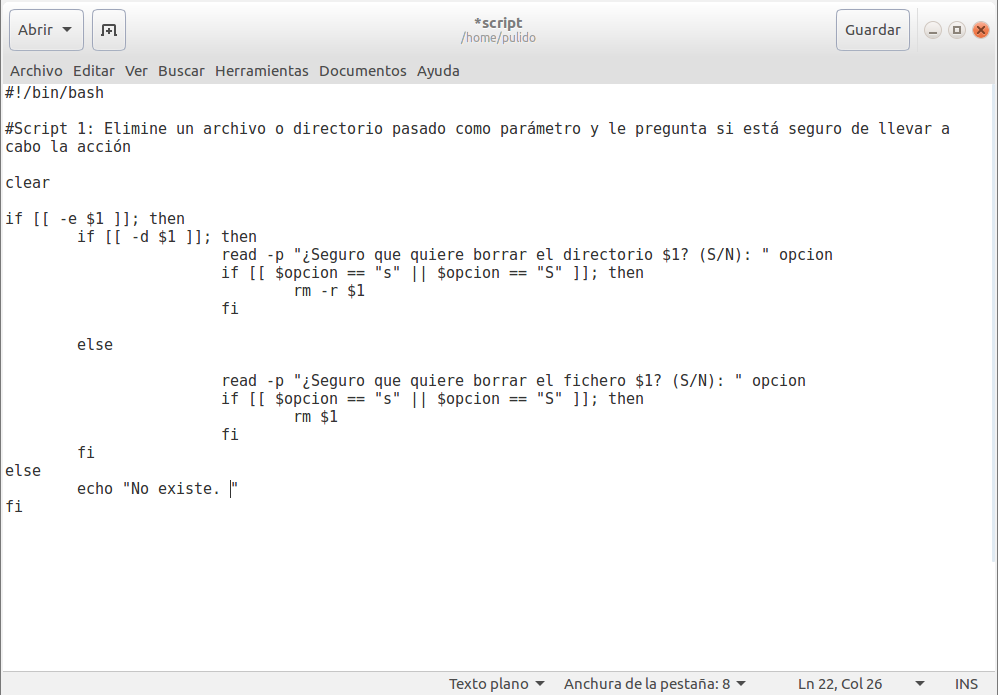 Abrir
*script
/home/pulido
Guardar
Archivo Editar Ver Buscar Herramientas Documentos Ayuda
#!/bin/bash
#Script 1: Elimine un archivo o directorio pasado como parámetro y le pregunta si está seguro de llevar a
cabo la acción
clear
if [[ -e $1 ]]; then
if [[ -d $1 ]]; then
read -p "¿Seguro que quiere borrar el directorio $1? (S/N): " opcion
if [[ $opcion == "s" || $opcion == "S" ]]; then
rm -r $1
fi
else
read -p "¿Seguro que quiere borrar el fichero $1? (S/N): " opcion
if [[ $opcion == "s" || $opcion == "S" ]]; then
rm $1
fi
fi
else
echo "No existe. "
fi
Texto plano Anchura de la pestaña: 8 Ln 22, Col 26 INS